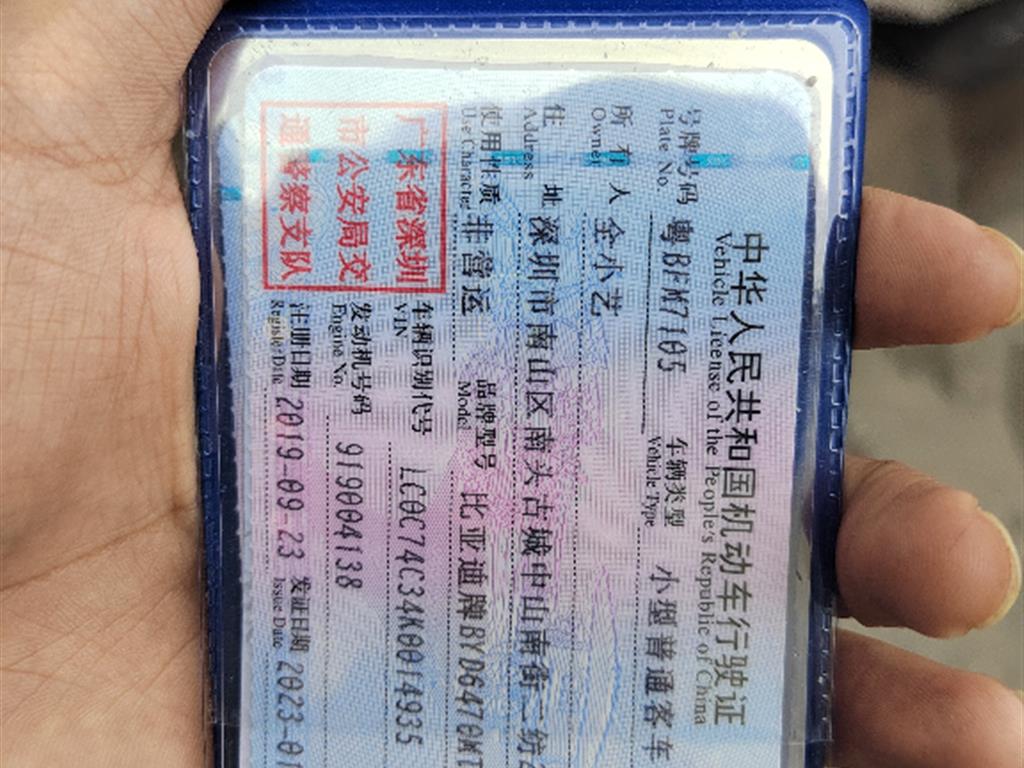 中华人民共和国机动车行驶证
Vehicle License of the People's Republic of China
号牌号码 粤BFM7105 车辆类型 小型普通客车
Plate No. Vehicle Type
所有人 全小艺
Owner
住址 深圳市南山区南头古城中山南街二纺
Address
使用性质 非营运 品牌型号 比亚迪牌BYD6470MT
Use Character Model
广东省深圳
市公安局交
通警察支队
车辆识别代号 LC0C74C34K0014935
VIN
发动机号码 919004138
Engine No.
注册日期 2019-09-23 发证日期 2023-01
Register Date Issue Date